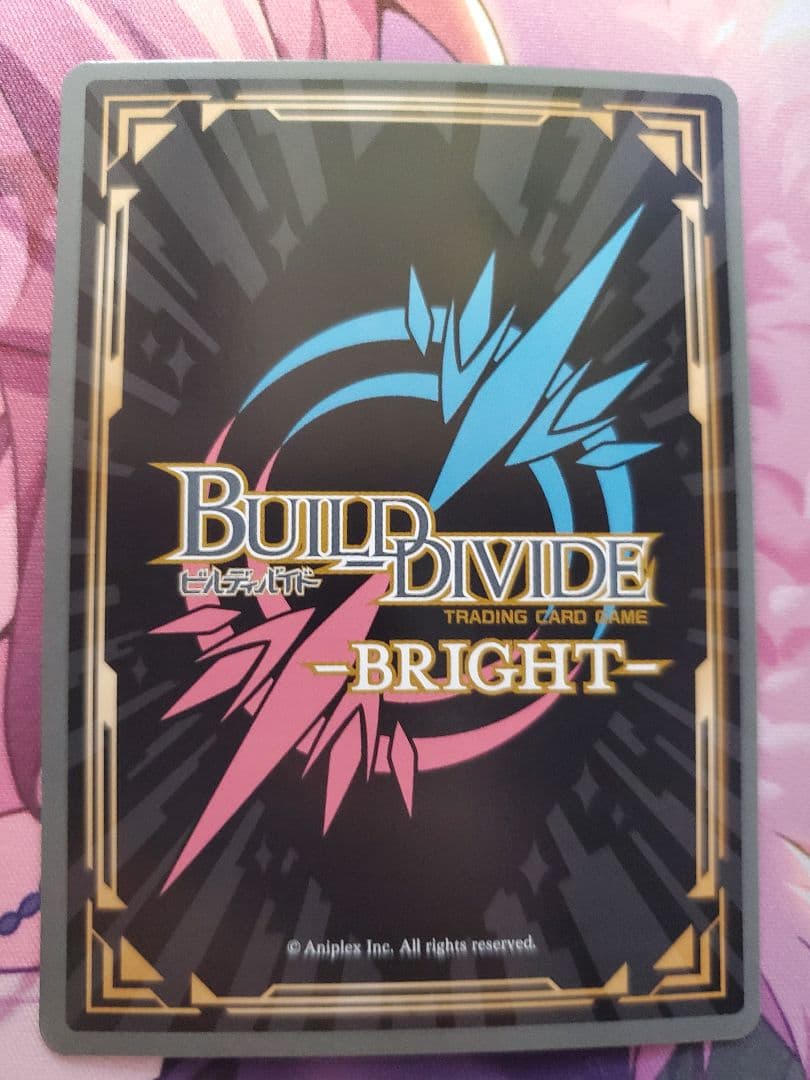 BUILD DIVIDE
ビルディバイド
TRADING CARD GAME
-BRIGHT-
© Aniplex Inc. All rights reserved.